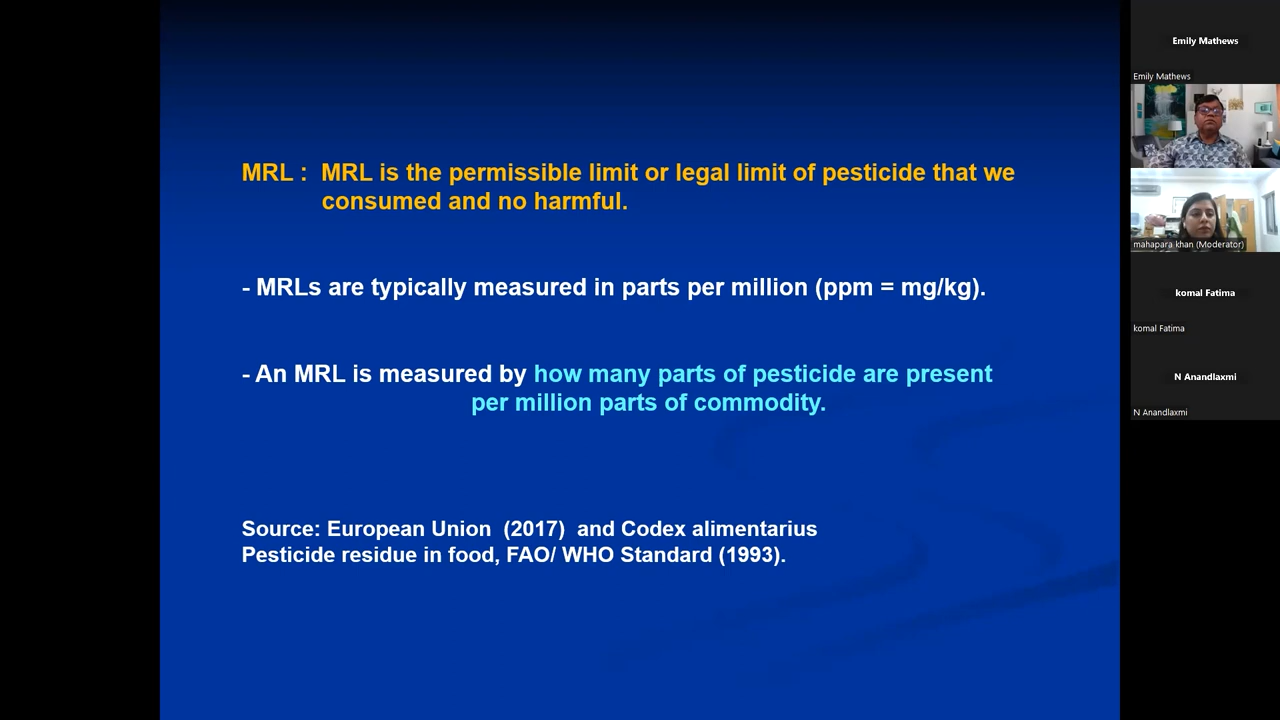 MRL : MRL is the permissible limit or legal limit of pesticide that we
consumed and no harmful.
- MRLs are typically measured in parts per million (ppm = mg/kg).
- An MRL is measured by how many parts of pesticide are present
per million parts of commodity.
Source: European Union (2017) and Codex alimentarius
Pesticide residue in food, FAO/ WHO Standard (1993).
Emily Mathews
Emily Mathews
mahapara khan (Moderator)
komal Fatima
komal Fatima
N Anandlaxmi
N Anandlaxmi